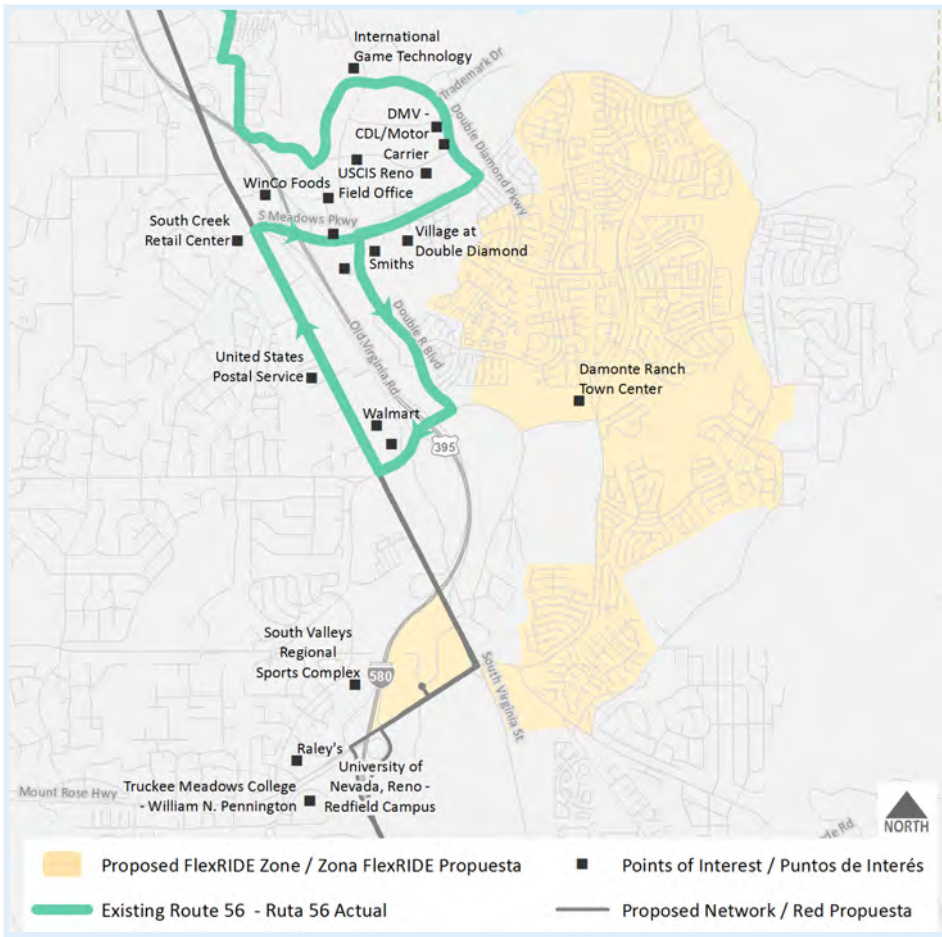 International
Game Technology
Trademark Dr
DMV -
CDL/Motor
Carrier
Double Diamond Pkwy
USCIS Reno
Field Office
WinCo Foods
S Meadows Pkwy
South Creek
Retail Center
Village at
Double Diamond
Smiths
Double R Blvd
Old Virginia Rd
United States
Postal Service
Damonte Ranch
Town Center
Walmart
395
South Valleys
Regional
Sports Complex
580
South Virginia St
Raley's
University of
Nevada, Reno -
Redfield Campus
Truckee Meadows College
- William N. Pennington
Mount Rose Hwy
NORTH
Rd
Proposed FlexRIDE Zone / Zona FlexRIDE Propuesta
Points of Interest / Puntos de Interés
Existing Route 56 - Ruta 56 Actual
Proposed Network / Red Propuesta